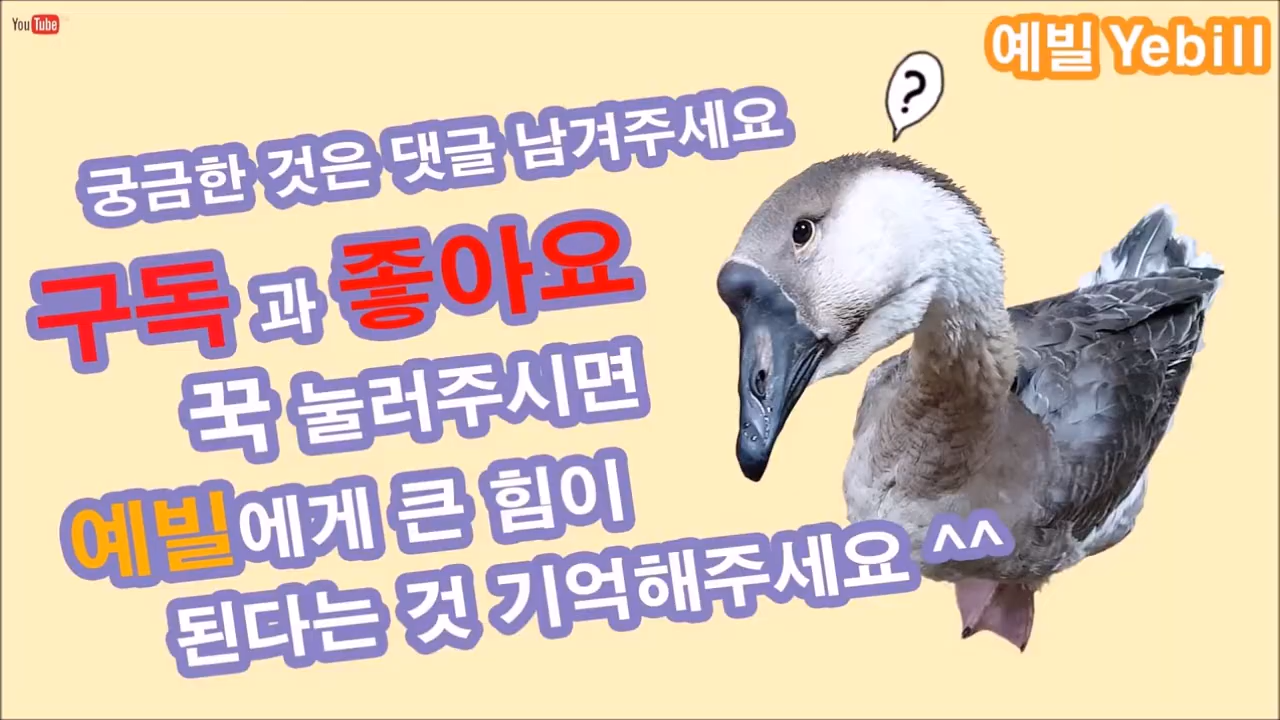 YouTube
예빌 Yebill
?
궁금한 것은 댓글 남겨주세요
구독 과 좋아요
꾹 눌러주시면
예빌에게 큰 힘이
된다는 것 기억해주세요 ^^